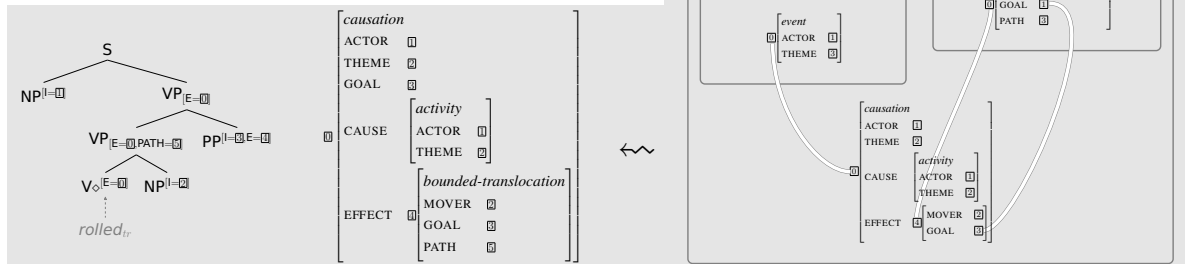 S
NP[I=1]
VP[E=0]
VP[E=0,PATH=5]
PP[I=3,E=4]
V◇[E=0]
NP[I=2]
rolledtr
0
causation
ACTOR 1
THEME 2
GOAL 3
CAUSE
activity
ACTOR 1
THEME 2
EFFECT 4
bounded-translocation
MOVER 2
GOAL 3
PATH 5
0
event
ACTOR 1
THEME 3
0
GOAL 1
PATH 3
0
causation
ACTOR 1
THEME 2
CAUSE
activity
ACTOR 1
THEME 2
EFFECT 4
MOVER 2
GOAL 3